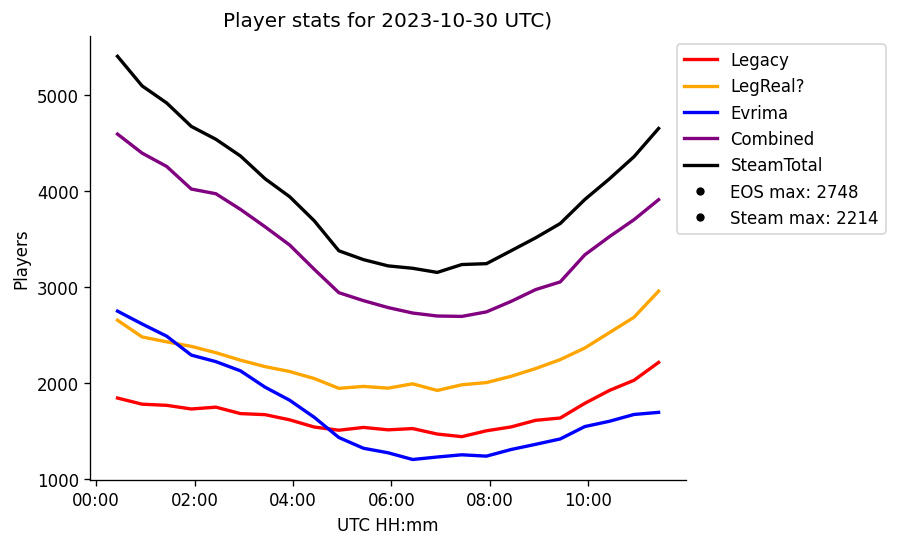 Player stats for 2023-10-30 UTC)
Legacy
LegReal?
Evrima
Combined
SteamTotal
EOS max: 2748
Steam max: 2214
Players
5000
4000
3000
2000
1000
00:00 02:00 04:00 06:00 08:00 10:00
UTC HH:mm